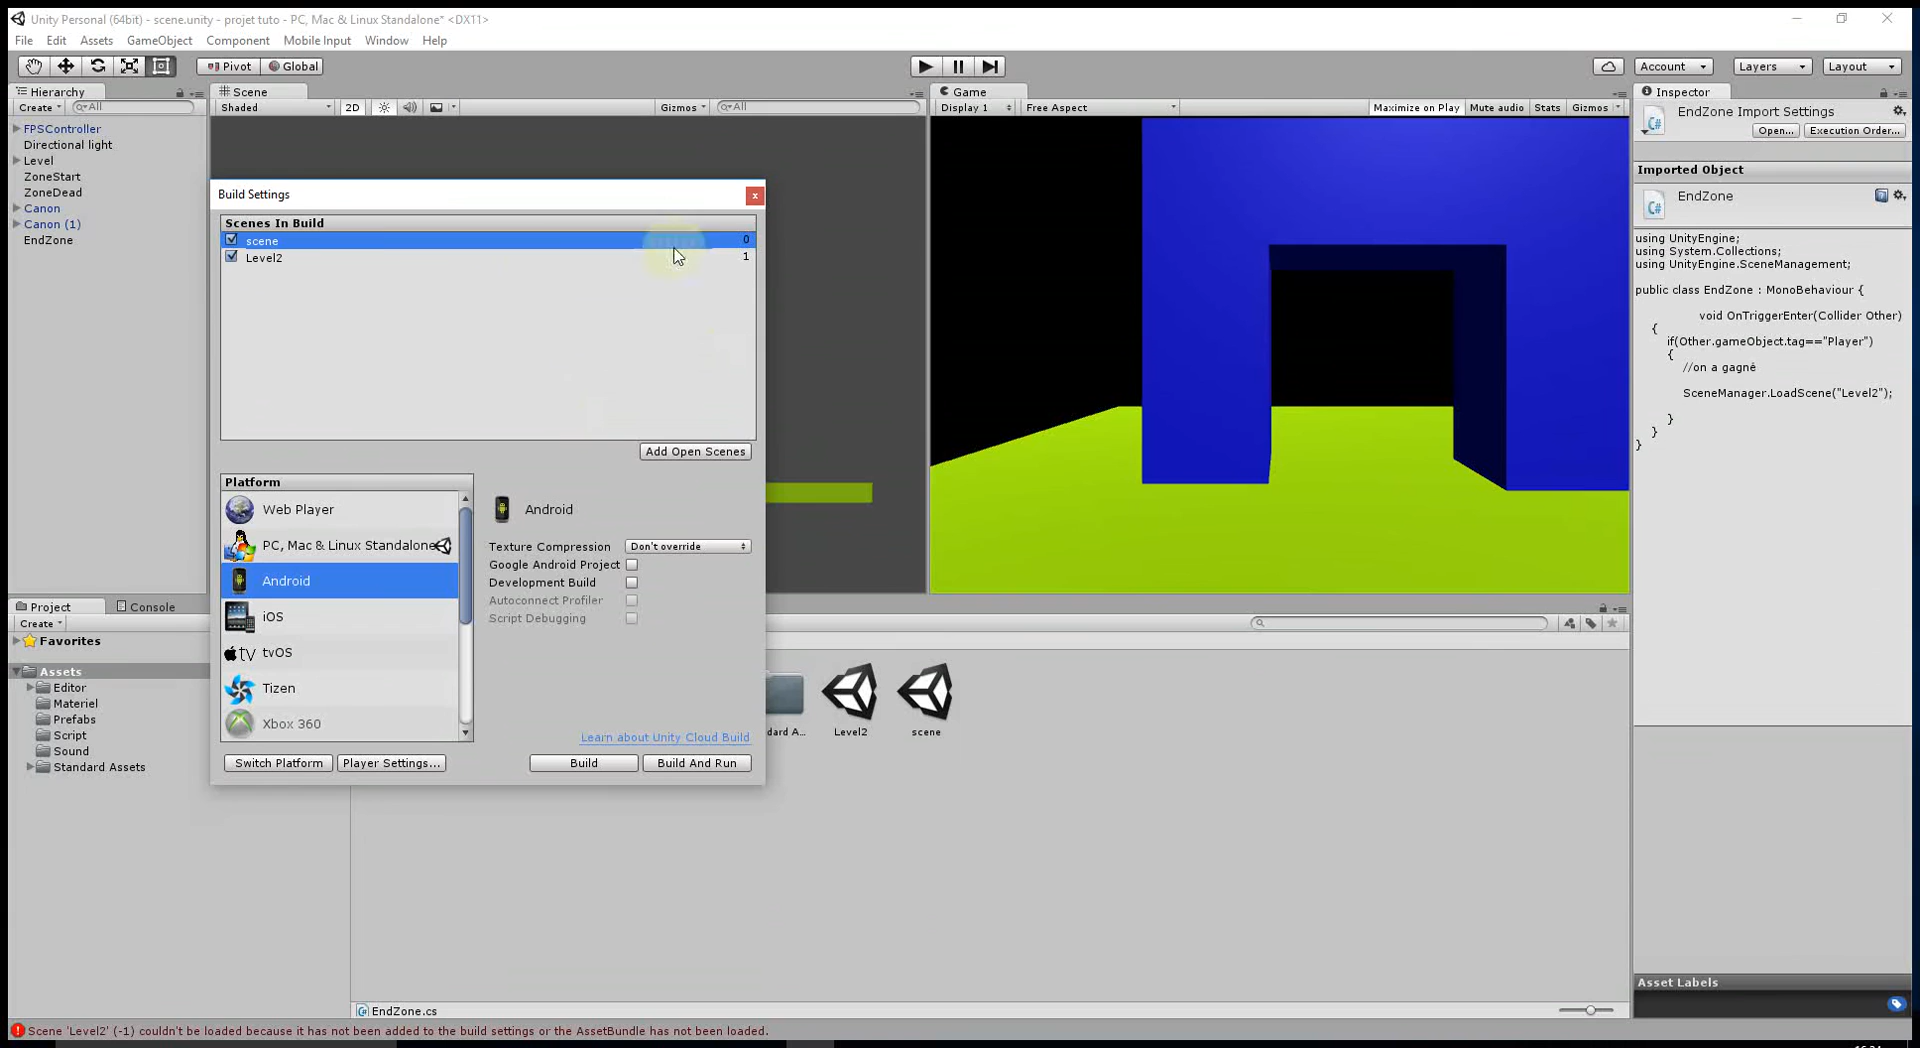 Unity Personal (64bit) - scene.unity - projet tuto - PC, Mac & Linux Standalone* <DX11>
File Edit Assets GameObject Component Mobile Input Window Help
Pivot Global
Account Layers Layout
Hierarchy
Create All
FPSController
Directional light
Level
ZoneStart
ZoneDead
Canon
Canon (1)
EndZone
Scene
Shaded 2D Gizmos All
Game
Display 1 Free Aspect Maximize on Play Mute audio Stats Gizmos
Inspector
EndZone Import Settings
Open... Execution Order...
Imported Object
EndZone
using UnityEngine;
using System.Collections;
using UnityEngine.SceneManagement;
public class EndZone : MonoBehaviour {
void OnTriggerEnter(Collider Other)
{
if(Other.gameObject.tag=="Player")
{
//on a gagné
SceneManager.LoadScene("Level2");
}
}
}
Build Settings
x
Scenes In Build
scene 0
Level2 1
Add Open Scenes
Platform
Web Player
PC, Mac & Linux Standalone
Android
iOS
tv tvOS
Tizen
Xbox 360
Android
Texture Compression Don't override
Google Android Project
Development Build
Autoconnect Profiler
Script Debugging
Learn about Unity Cloud Build
Switch Platform Player Settings... Build Build And Run
Project Console
Create
Favorites
Assets
Editor
Materiel
Prefabs
Script
Sound
Standard Assets
dard A... Level2 scene
EndZone.cs
Asset Labels
Scene 'Level2' (-1) couldn't be loaded because it has not been added to the build settings or the AssetBundle has not been loaded.